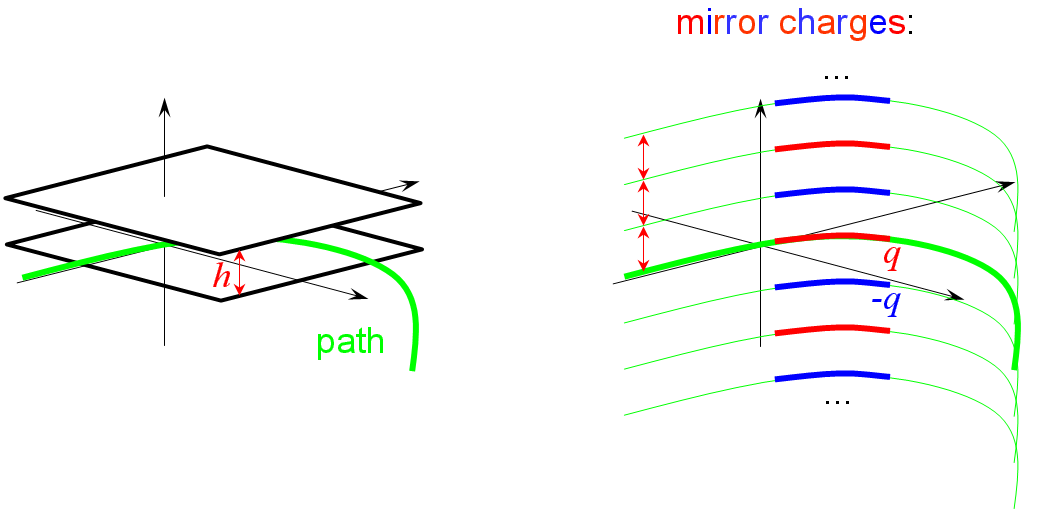 h
path
mirror charges:
...
q
-q
...